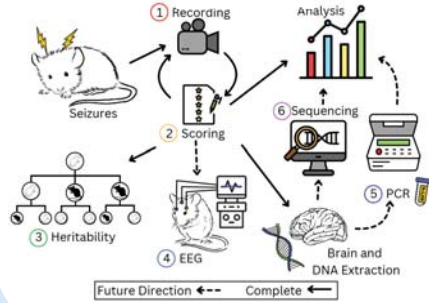 1 Recording
Analysis
Seizures
2 Scoring
6 Sequencing
3 Heritability
4 EEG
5 PCR
Brain and
DNA Extraction
Future Direction
Complete